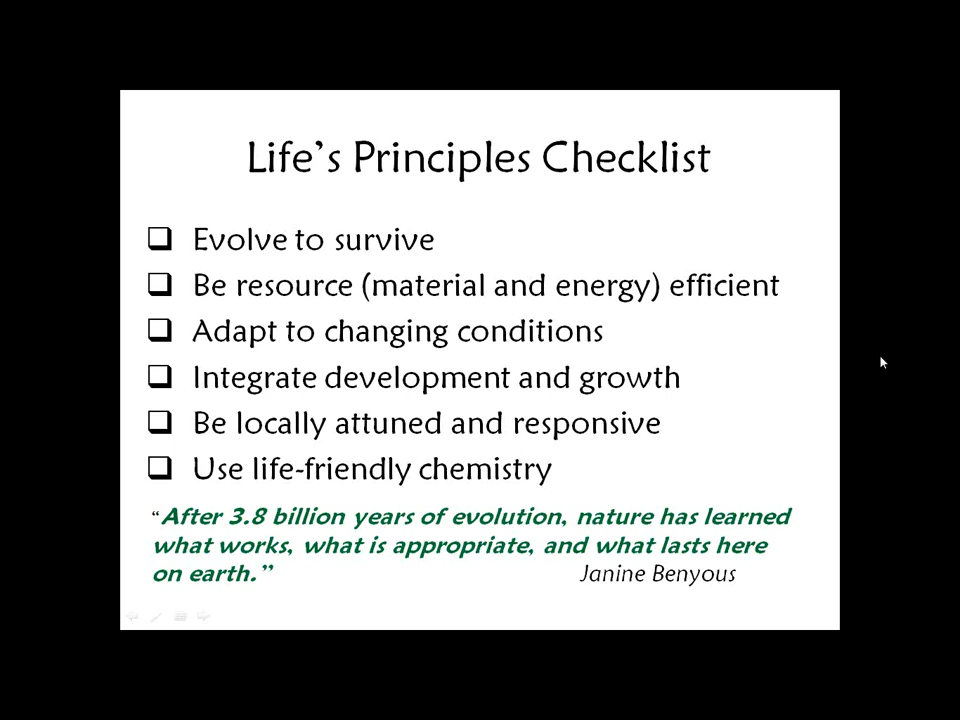 Life's Principles Checklist
❑ Evolve to survive
❑ Be resource (material and energy) efficient
❑ Adapt to changing conditions
❑ Integrate development and growth
❑ Be locally attuned and responsive
❑ Use life-friendly chemistry
“After 3.8 billion years of evolution, nature has learned
what works, what is appropriate, and what lasts here
on earth.” Janine Benyous